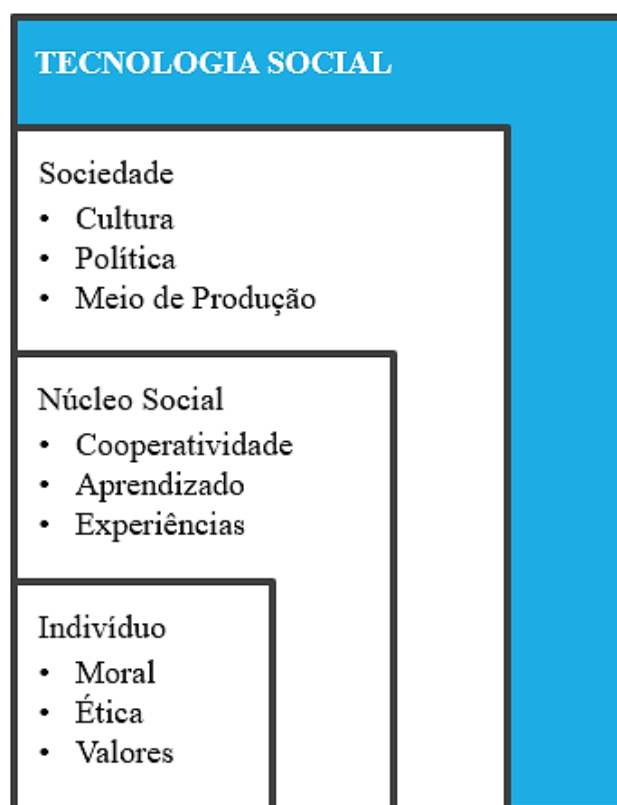 TECNOLOGIA SOCIAL
Sociedade
• Cultura
• Política
• Meio de Produção
Núcleo Social
• Cooperatividade
• Aprendizado
• Experiências
Indivíduo
• Moral
• Ética
• Valores